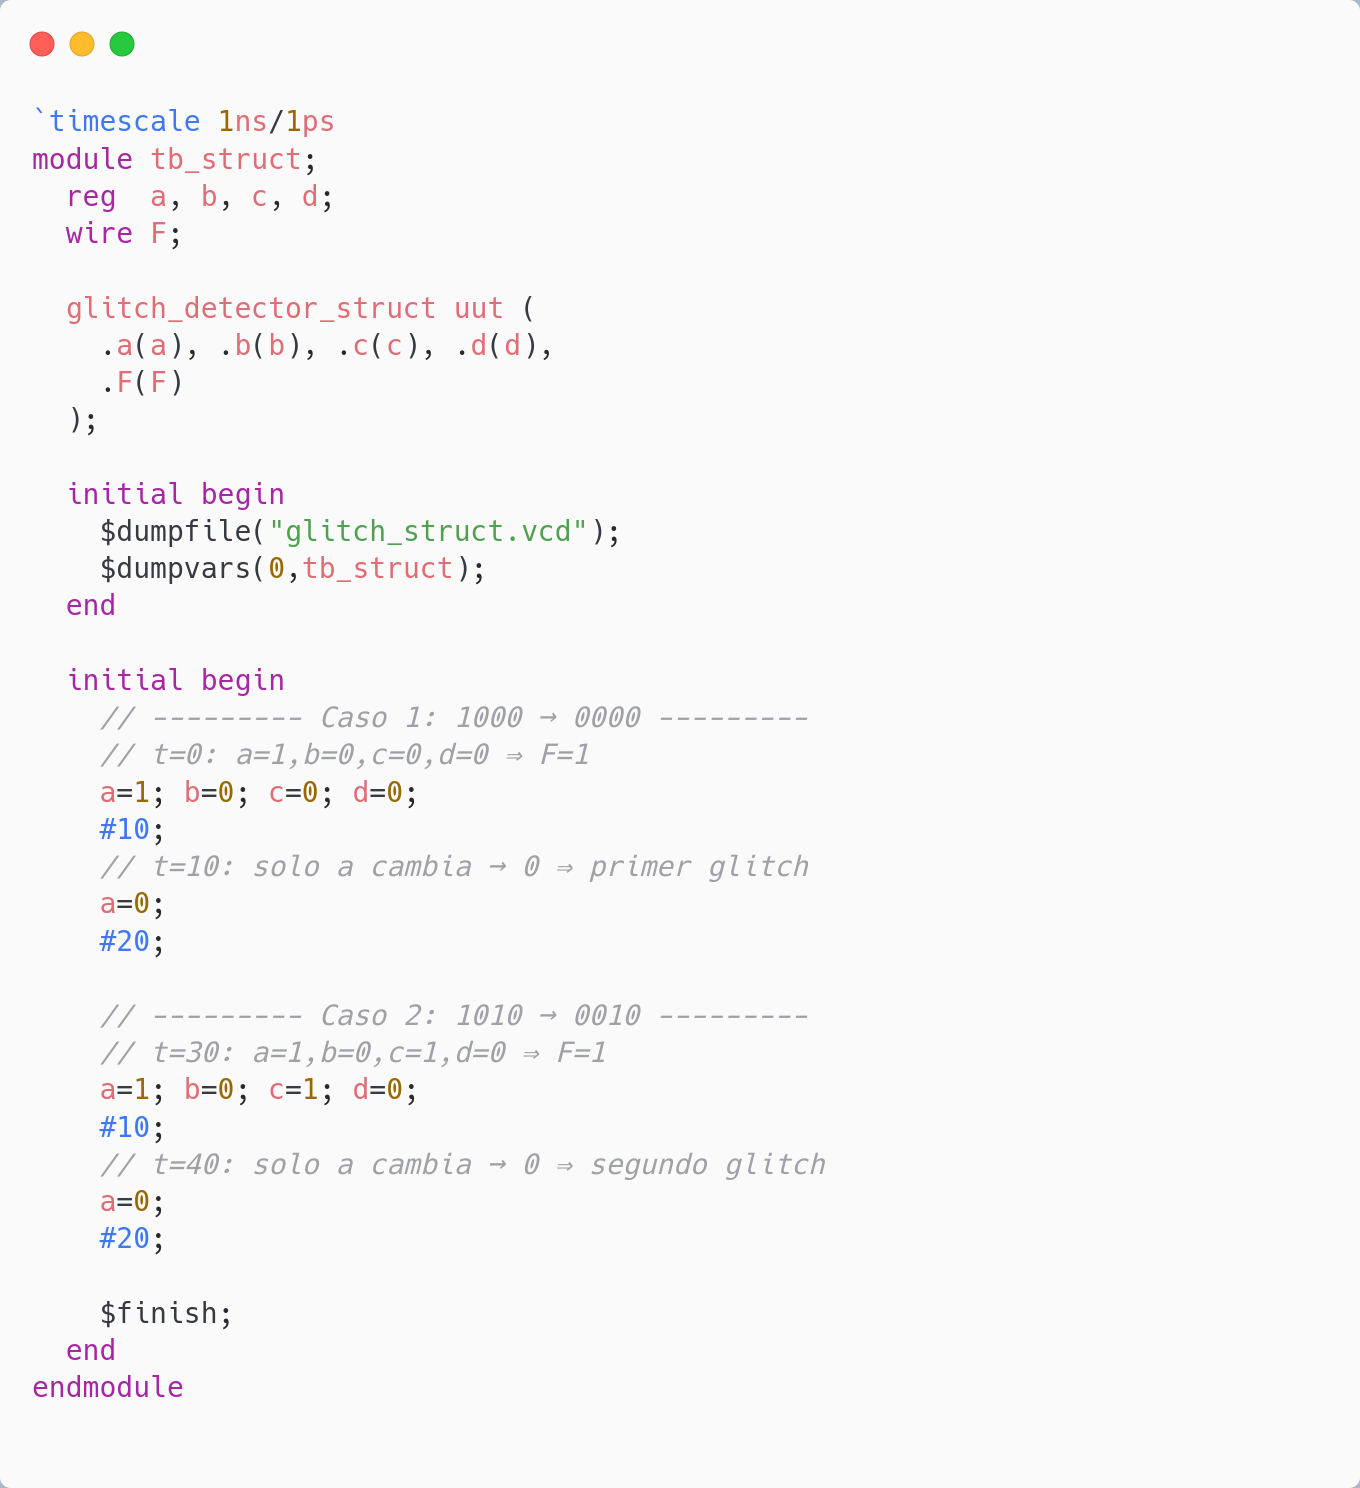 `timescale 1ns/1ps
module tb_struct;
  reg  a, b, c, d;
  wire F;

  glitch_detector_struct uut (
    .a(a), .b(b), .c(c), .d(d),
    .F(F)
  );

  initial begin
    $dumpfile("glitch_struct.vcd");
    $dumpvars(0,tb_struct);
  end

  initial begin
    // --------- Caso 1: 1000 → 0000 ---------
    // t=0: a=1,b=0,c=0,d=0 ⇒ F=1
    a=1; b=0; c=0; d=0;
    #10;
    // t=10: solo a cambia → 0 ⇒ primer glitch
    a=0;
    #20;

    // --------- Caso 2: 1010 → 0010 ---------
    // t=30: a=1,b=0,c=1,d=0 ⇒ F=1
    a=1; b=0; c=1; d=0;
    #10;
    // t=40: solo a cambia → 0 ⇒ segundo glitch
    a=0;
    #20;

    $finish;
  end
endmodule